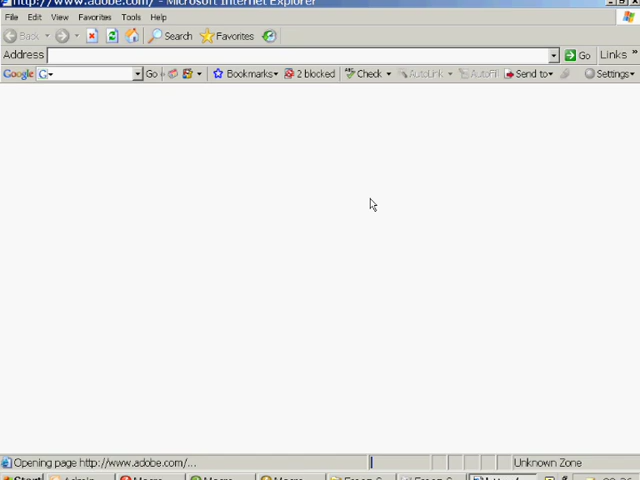 http://www.adobe.com/ - Microsoft Internet Explorer
File Edit View Favorites Tools Help
Back Search Favorites
Address Go Links »
Google G Go Bookmarks 2 blocked Check AutoLink AutoFill Send to Settings
Opening page http://www.adobe.com/... Unknown Zone
Start Admin